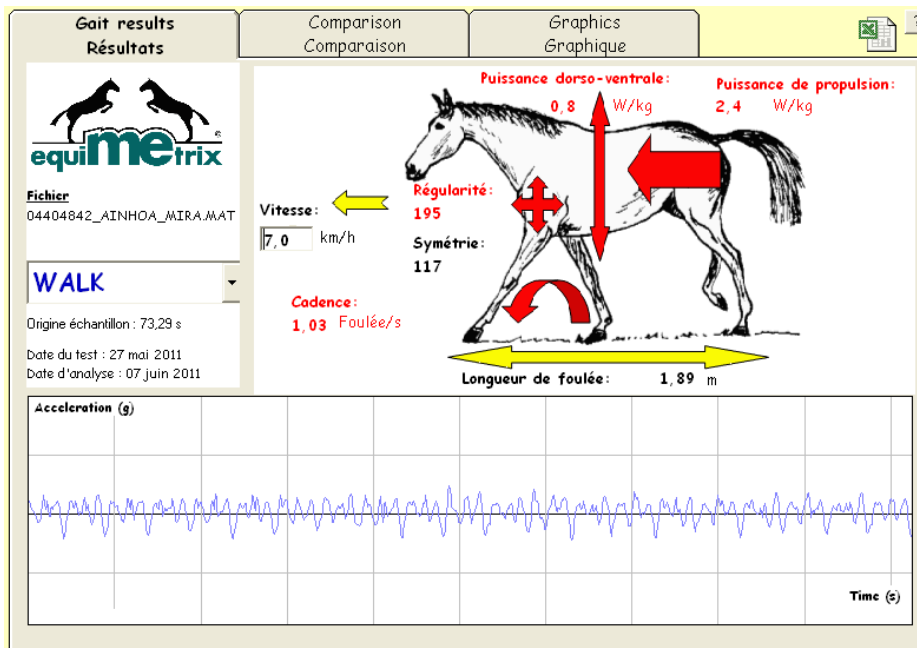 Gait results
Résultats
Comparison
Comparaison
Graphics
Graphique
?
equiMEtrix
®
Fichier
04404842_AINHOA_MIRA.MAT
WALK
Origine échantillon : 73,29 s
Date du test : 27 mai 2011
Date d'analyse : 07 juin 2011
Puissance dorso-ventrale:
0,8 W/kg
Puissance de propulsion:
2,4 W/kg
Vitesse:
7,0 km/h
Régularité:
195
Symétrie:
117
Cadence:
1,03 Foulée/s
Longueur de foulée: 1,89 m
Acceleration (g)
Time (s)